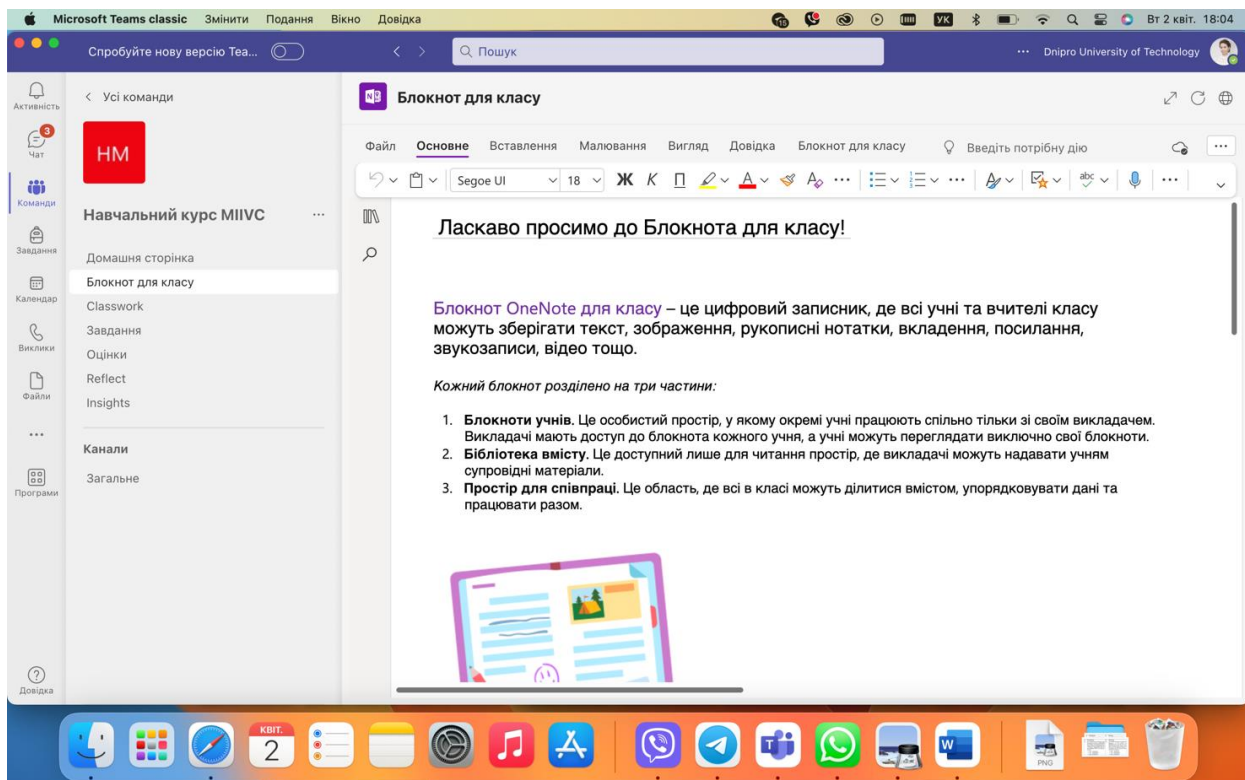 Microsoft Teams classic Змінити Подання Вікно Довідка
УК Вт 2 квіт. 18:04
Спробуйте нову версію Tea...
Пошук
Dnipro University of Technology
Активність
3
Чат
Команди
Завдання
Календар
Виклики
Файли
Програми
Довідка
Усі команди
НМ
Навчальний курс MIIVC
Домашня сторінка
Блокнот для класу
Classwork
Завдання
Оцінки
Reflect
Insights
Канали
Загальне
Блокнот для класу
Файл Основне Вставлення Малювання Вигляд Довідка Блокнот для класу Введіть потрібну дію
Segoe UI 18 Ж К П
Ласкаво просимо до Блокнота для класу!
Блокнот OneNote для класу – це цифровий записник, де всі учні та вчителі класу
можуть зберігати текст, зображення, рукописні нотатки, вкладення, посилання,
звукозаписи, відео тощо.
Кожний блокнот розділено на три частини:
1. Блокноти учнів. Це особистий простір, у якому окремі учні працюють спільно тільки зі своїм викладачем.
Викладачі мають доступ до блокнота кожного учня, а учні можуть переглядати виключно свої блокноти.
2. Бібліотека вмісту. Це доступний лише для читання простір, де викладачі можуть надавати учням
супровідні матеріали.
3. Простір для співпраці. Це область, де всі в класі можуть ділитися вмістом, упорядковувати дані та
працювати разом.
КВІТ.
2
W
PNG